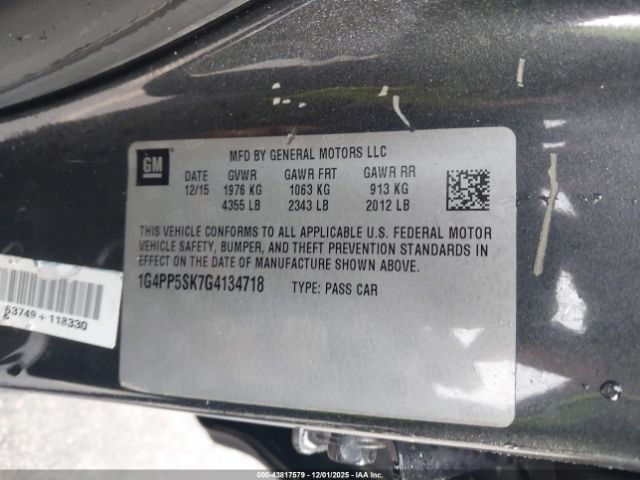 GM
MFD BY GENERAL MOTORS LLC
DATE GVWR GAWR FRT GAWR RR
12/15 1976 KG 1063 KG 913 KG
4355 LB 2343 LB 2012 LB
THIS VEHICLE CONFORMS TO ALL APPLICABLE U.S. FEDERAL MOTOR
VEHICLE SAFETY, BUMPER, AND THEFT PREVENTION STANDARDS IN
EFFECT ON THE DATE OF MANUFACTURE SHOWN ABOVE.
1G4PP5SK7G4134718 TYPE: PASS CAR
53749+118330
000-43817579 12/01/2025 IAA Inc.